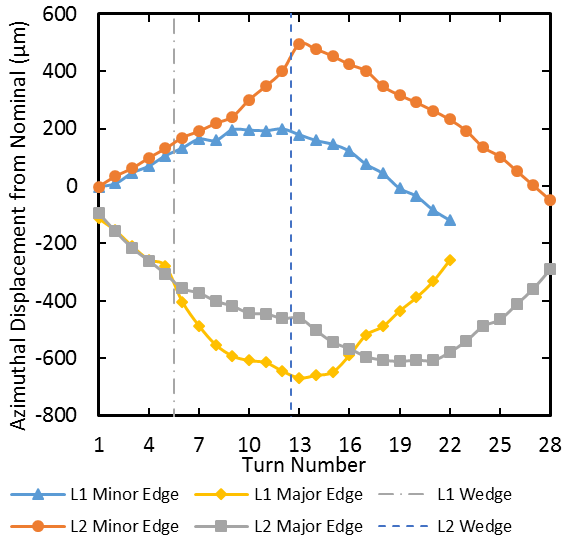 Azimuthal Displacement from Nominal (µm)
600
400
200
0
-200
-400
-600
-800
1 4 7 10 13 16 19 22 25 28
Turn Number
L1 Minor Edge L1 Major Edge L1 Wedge
L2 Minor Edge L2 Major Edge L2 Wedge